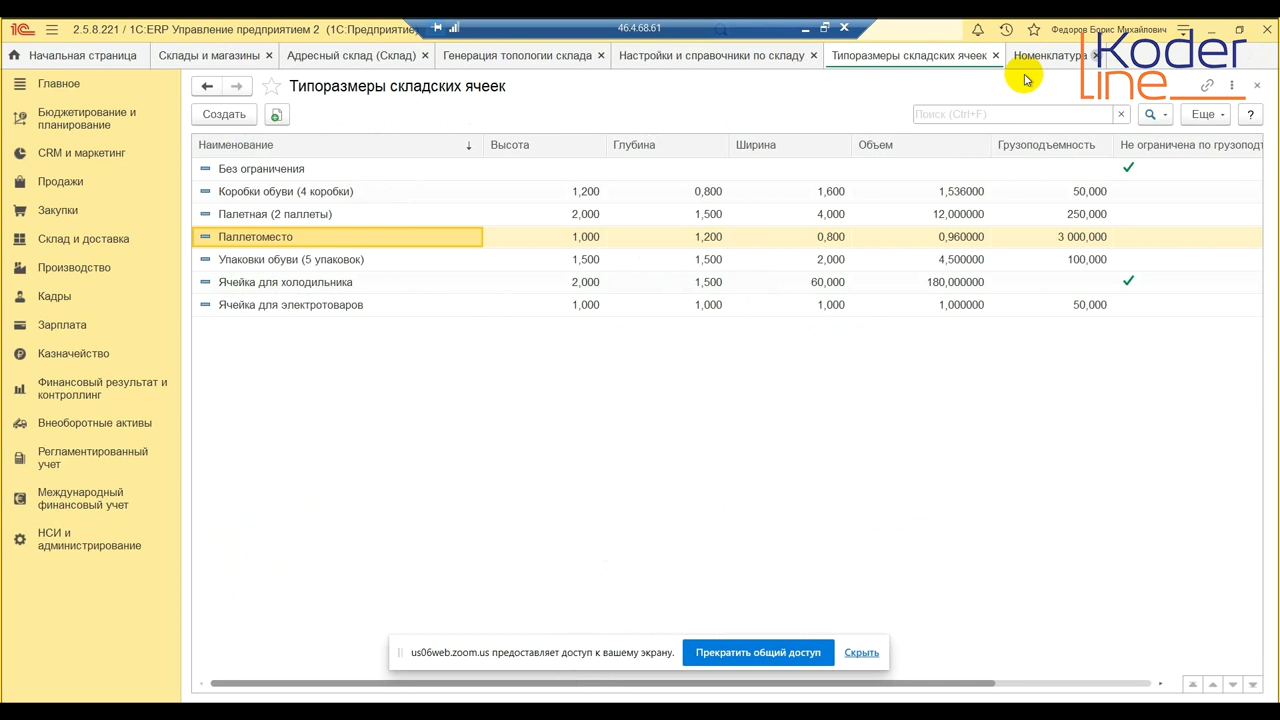 2.5.8.221 / 1С:ERP Управление предприятием 2 (1С:Предприятие,
46.4.68.61
Федоров Борис Михайлович
Koder
line
Начальная страница
Склады и магазины ×
Адресный склад (Склад) ×
Генерация топологии склада ×
Настройки и справочники по складу ×
Типоразмеры складских ячеек ×
Номенклатура
Главное
Бюджетирование и
планирование
CRM и маркетинг
Продажи
Закупки
Склад и доставка
Производство
Кадры
Зарплата
Казначейство
Финансовый результат и
контроллинг
Внеоборотные активы
Регламентированный
учет
Международный
финансовый учет
НСИ и
администрирование
Типоразмеры складских ячеек
Создать
Поиск (Ctrl+F)
Еще
?
Наименование Высота Глубина Ширина Объем Грузоподъемность Не ограничена по грузопод
Без ограничения
Коробки обуви (4 коробки) 1,200 0,800 1,600 1,536000 50,000
Палетная (2 паллеты) 2,000 1,500 4,000 12,000000 250,000
Паллетоместо 1,000 1,200 0,800 0,960000 3 000,000
Упаковки обуви (5 упаковок) 1,500 1,500 2,000 4,500000 100,000
Ячейка для холодильника 2,000 1,500 60,000 180,000000
Ячейка для электротоваров 1,000 1,000 1,000 1,000000 50,000
us06web.zoom.us предоставляет доступ к вашему экрану.
Прекратить общий доступ
Скрыть